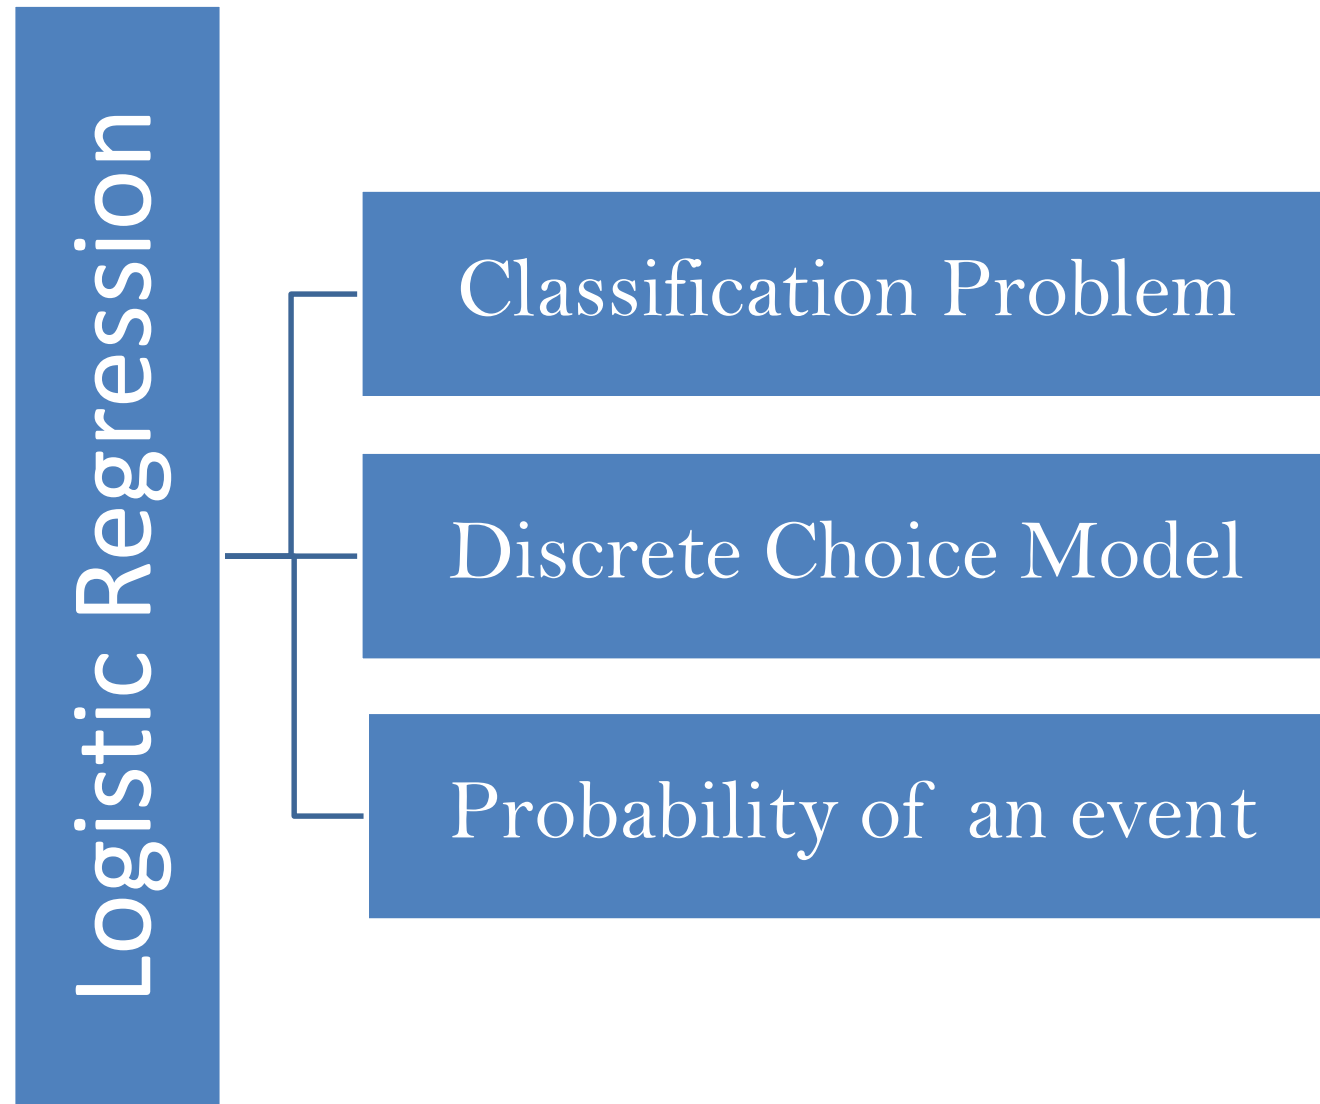 Logistic Regression
Classification Problem
Discrete Choice Model
Probability of an event